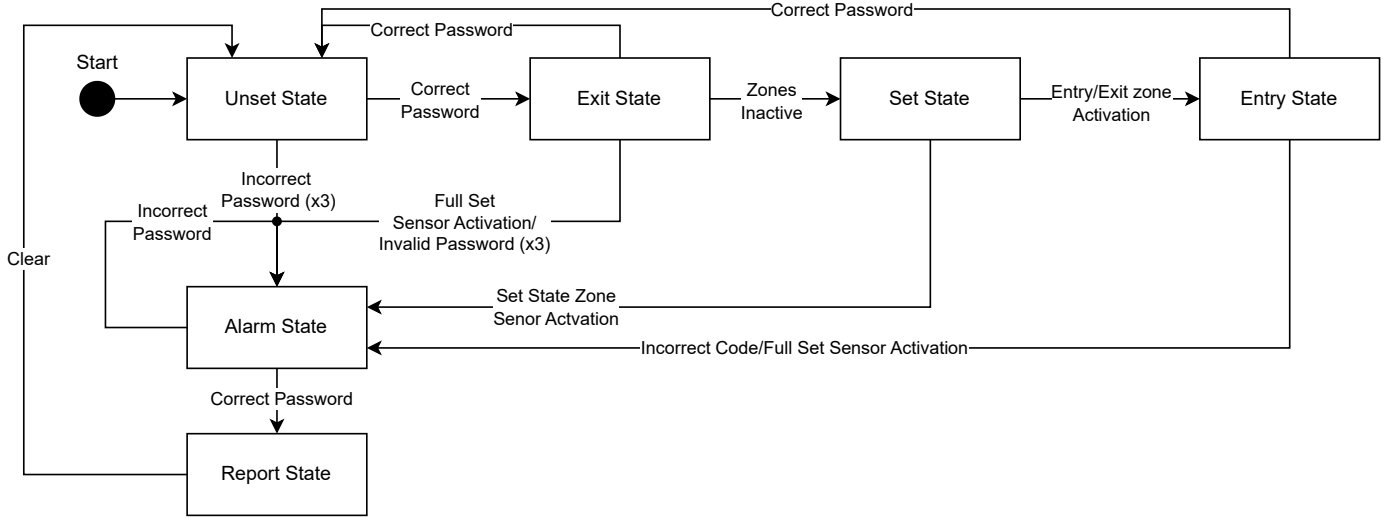 Correct Password
Correct Password
Start
Unset State
Correct
Password
Exit State
Zones
Inactive
Set State
Entry/Exit zone
Activation
Entry State
Incorrect
Password (x3)
Incorrect
Password
Full Set
Sensor Activation/
Invalid Password (x3)
Clear
Set State Zone
Senor Actvation
Alarm State
Incorrect Code/Full Set Sensor Activation
Correct Password
Report State